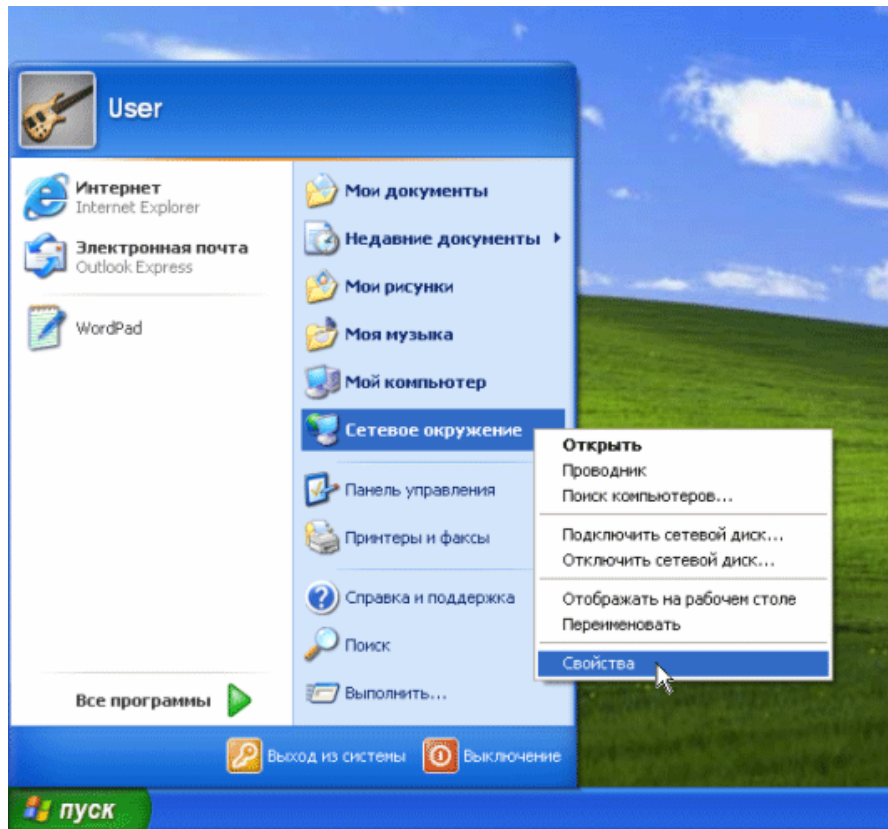 User
Интернет
Internet Explorer
Электронная почта
Outlook Express
WordPad
Все программы
Мои документы
Недавние документы
Мои рисунки
Моя музыка
Мой компьютер
Сетевое окружение
Панель управления
Принтеры и факсы
Справка и поддержка
Поиск
Выполнить...
Открыть
Проводник
Поиск компьютеров...
Подключить сетевой диск...
Отключить сетевой диск...
Отображать на рабочем столе
Переименовать
Свойства
Выход из системы
Выключение
пуск